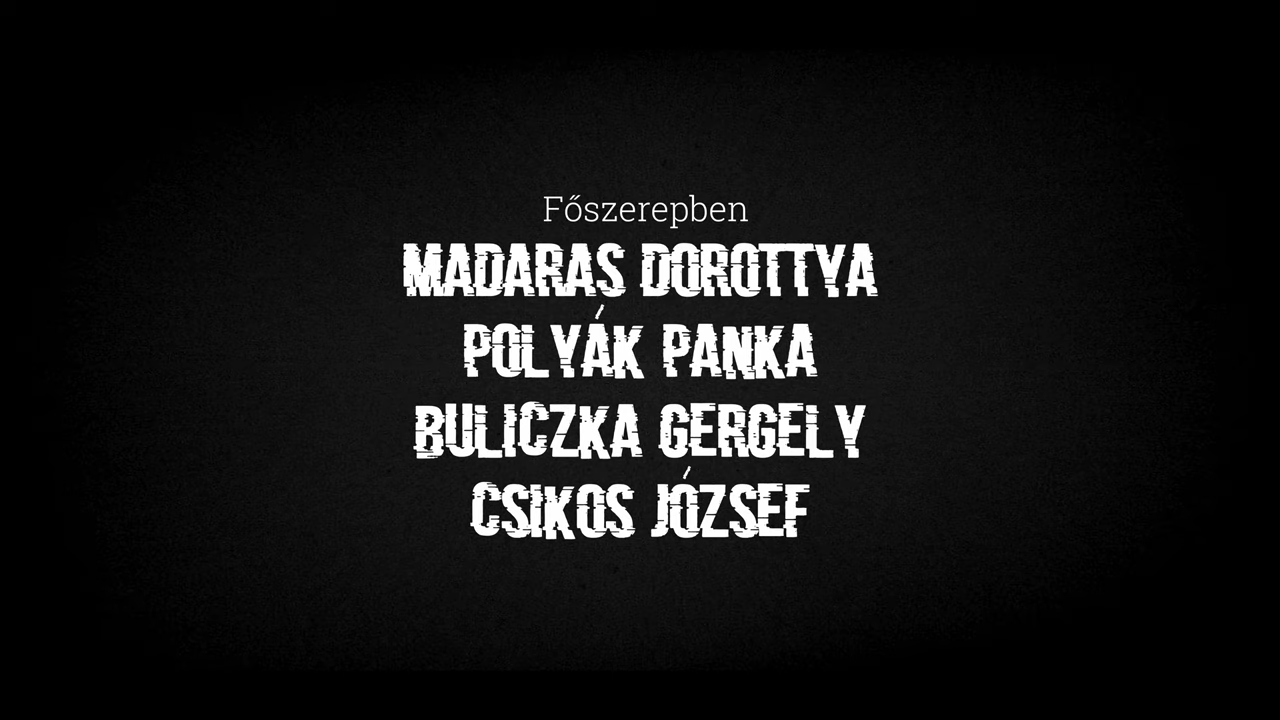 Főszerepben
MADARAS DOROTTYA
POLYÁK PANKA
BULICZKA GERGELY
CSIKOS JÓZSEF